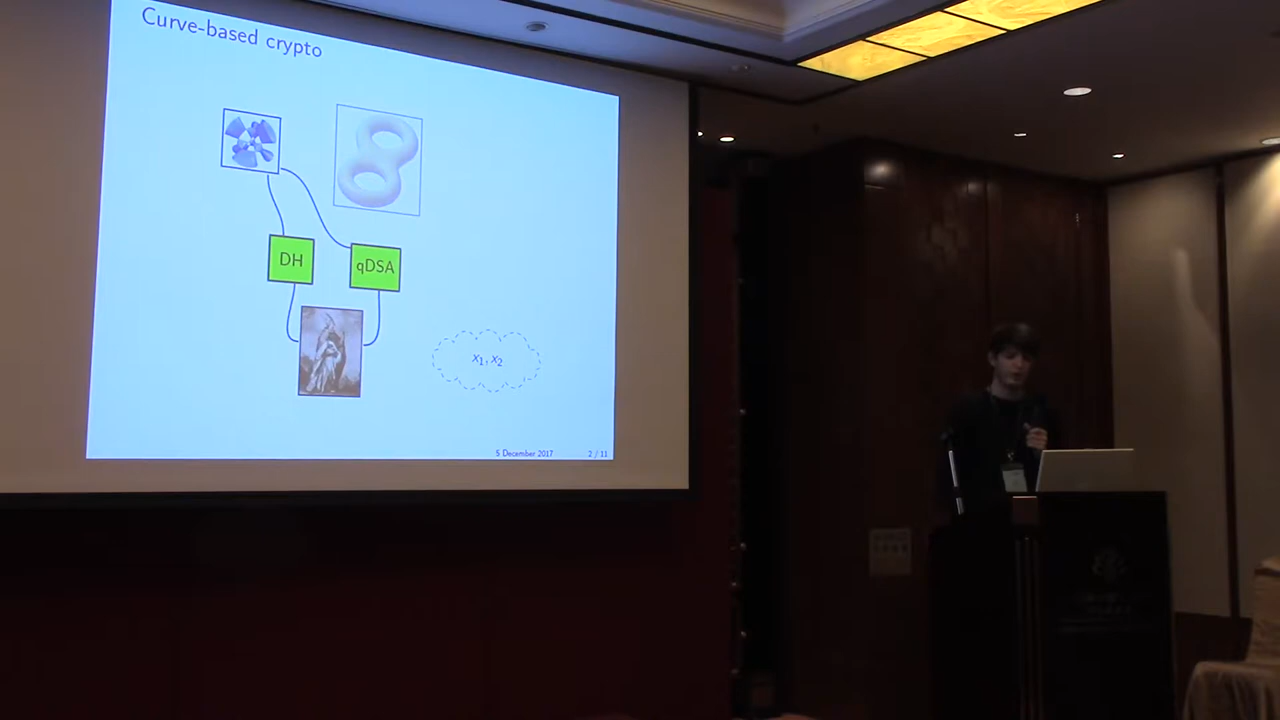 Curve-based crypto
DH
qDSA
x₁, x₂
5 December 2017
2 / 11